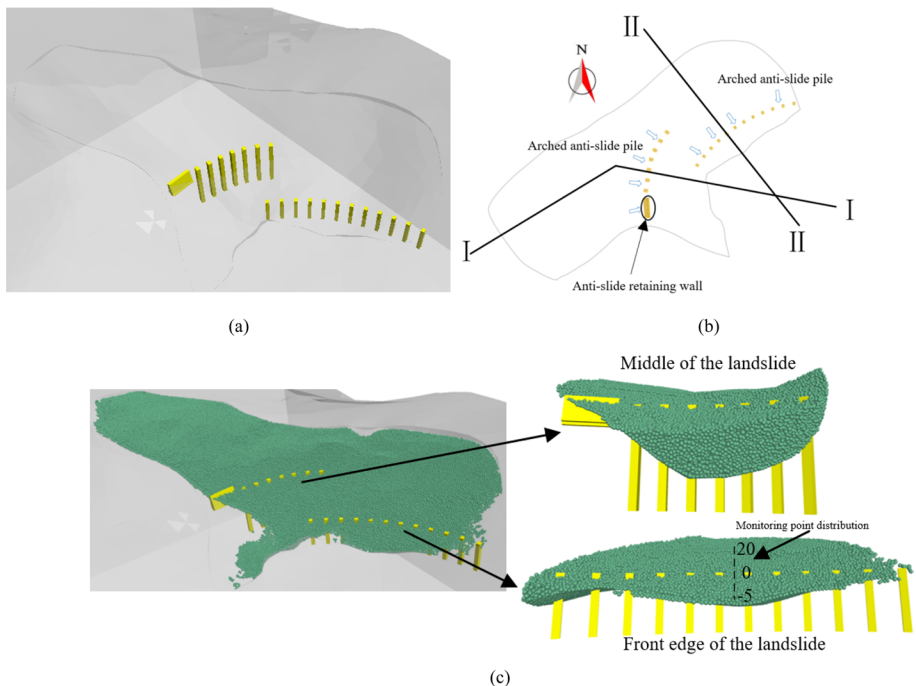 II
N
Arched anti-slide pile
Arched anti-slide pile
I
I
II
Anti-slide retaining wall
(a)
(b)
Middle of the landslide
Monitoring point distribution
20
0
-5
Front edge of the landslide
(c)